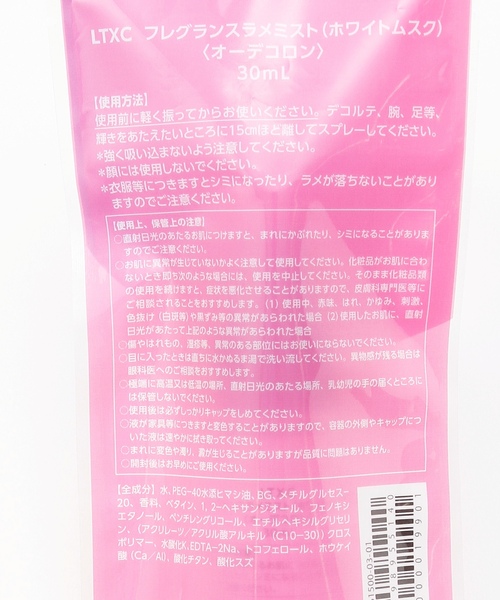 LTXC フレグランスラメミスト(ホワイトムスク)
〈オーデコロン〉
30mL
【使用方法】
使用前に軽く振ってからお使いください。デコルテ、腕、足等、
輝きをあたえたいところに15㎝ほど離してスプレーしてください。
*強く吸い込まないよう注意してください。
*顔には使用しないでください。
*衣服等につきますとシミになったり、ラメが落ちないことがあり
ますのでご注意ください。
【使用上、保管上の注意】
○直射日光のあたるお肌につけますと、まれにかぶれたり、シミになることがありま
すのでご注意ください。
○お肌に異常が生じていないかよく注意して使用してください。化粧品がお肌に合わ
ないとき即ち次のような場合には、使用を中止してください。そのまま化粧品類
の使用を続けますと、症状を悪化させることがありますので、皮膚科専門医等に
ご相談されることをおすすめします。(1)使用中、赤味、はれ、かゆみ、刺激、
色抜け(白斑等)や黒ずみ等の異常があらわれた場合(2)使用したお肌に、直射
日光があたって上記のような異常があらわれた場合
○傷やはれもの、湿疹等、異常のある部位にはお使いにならないでください。
○目に入ったときは直ちに水かぬるま湯で洗い流してください。異物感が残る場合は
眼科医へのご相談をおすすめします。
○極端に高温又は低温の場所、直射日光のあたる場所、乳幼児の手の届くところに
は保管しないでください。
○使用後は必ずしっかりキャップをしめてください。
○液が家具等につきますと変色することがありますので、容器の外側やキャップにつ
いた液は速やかに拭き取ってください。
○まれに変色や濁り、澱が生じることがありますが品質に問題はありません。
○開封後はお早めにご使用ください。
【全成分】水、PEG-40水添ヒマシ油、BG、メチルグルセス-
20、香料、ベタイン、1,2-ヘキサンジオール、フェノキシ
エタノール、ペンチレングリコール、エチルヘキシルグリセリ
ン、(アクリレーツ/アクリル酸アルキル(C10-30))クロス
ポリマー、水酸化K、EDTA-2Na、トコフェロール、ホウケイ
酸(Ca/Al)、酸化チタン、酸化スズ